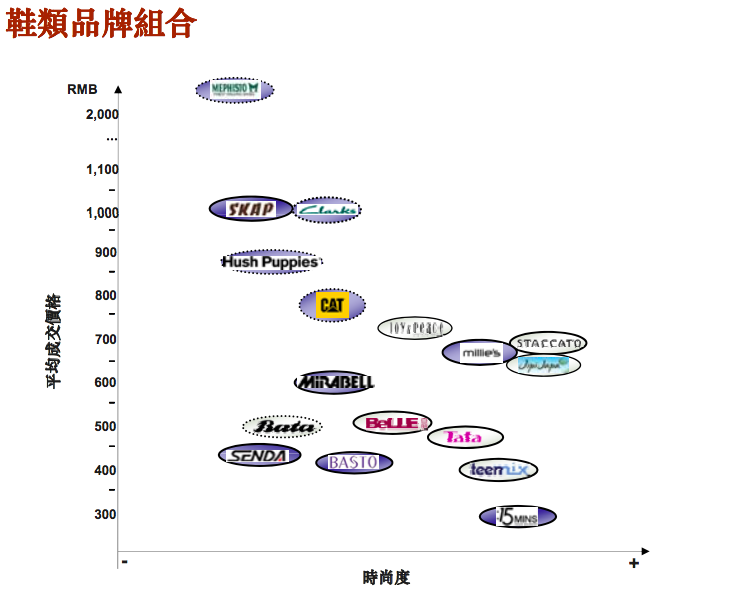 鞋類品牌組合
RMB
MEPHISTO
2,000
...
1,100
1,000
SKAP
Clarks
900
Hush Puppies
800
CAT
平均成交價格
JOY&PEACE
700
millie's
STACCATO
600
MIRABELL
500
Bata
BeLLE
Tata
SENDA
BASTO
400
teemix
300
:15MINS
-
+
時尚度